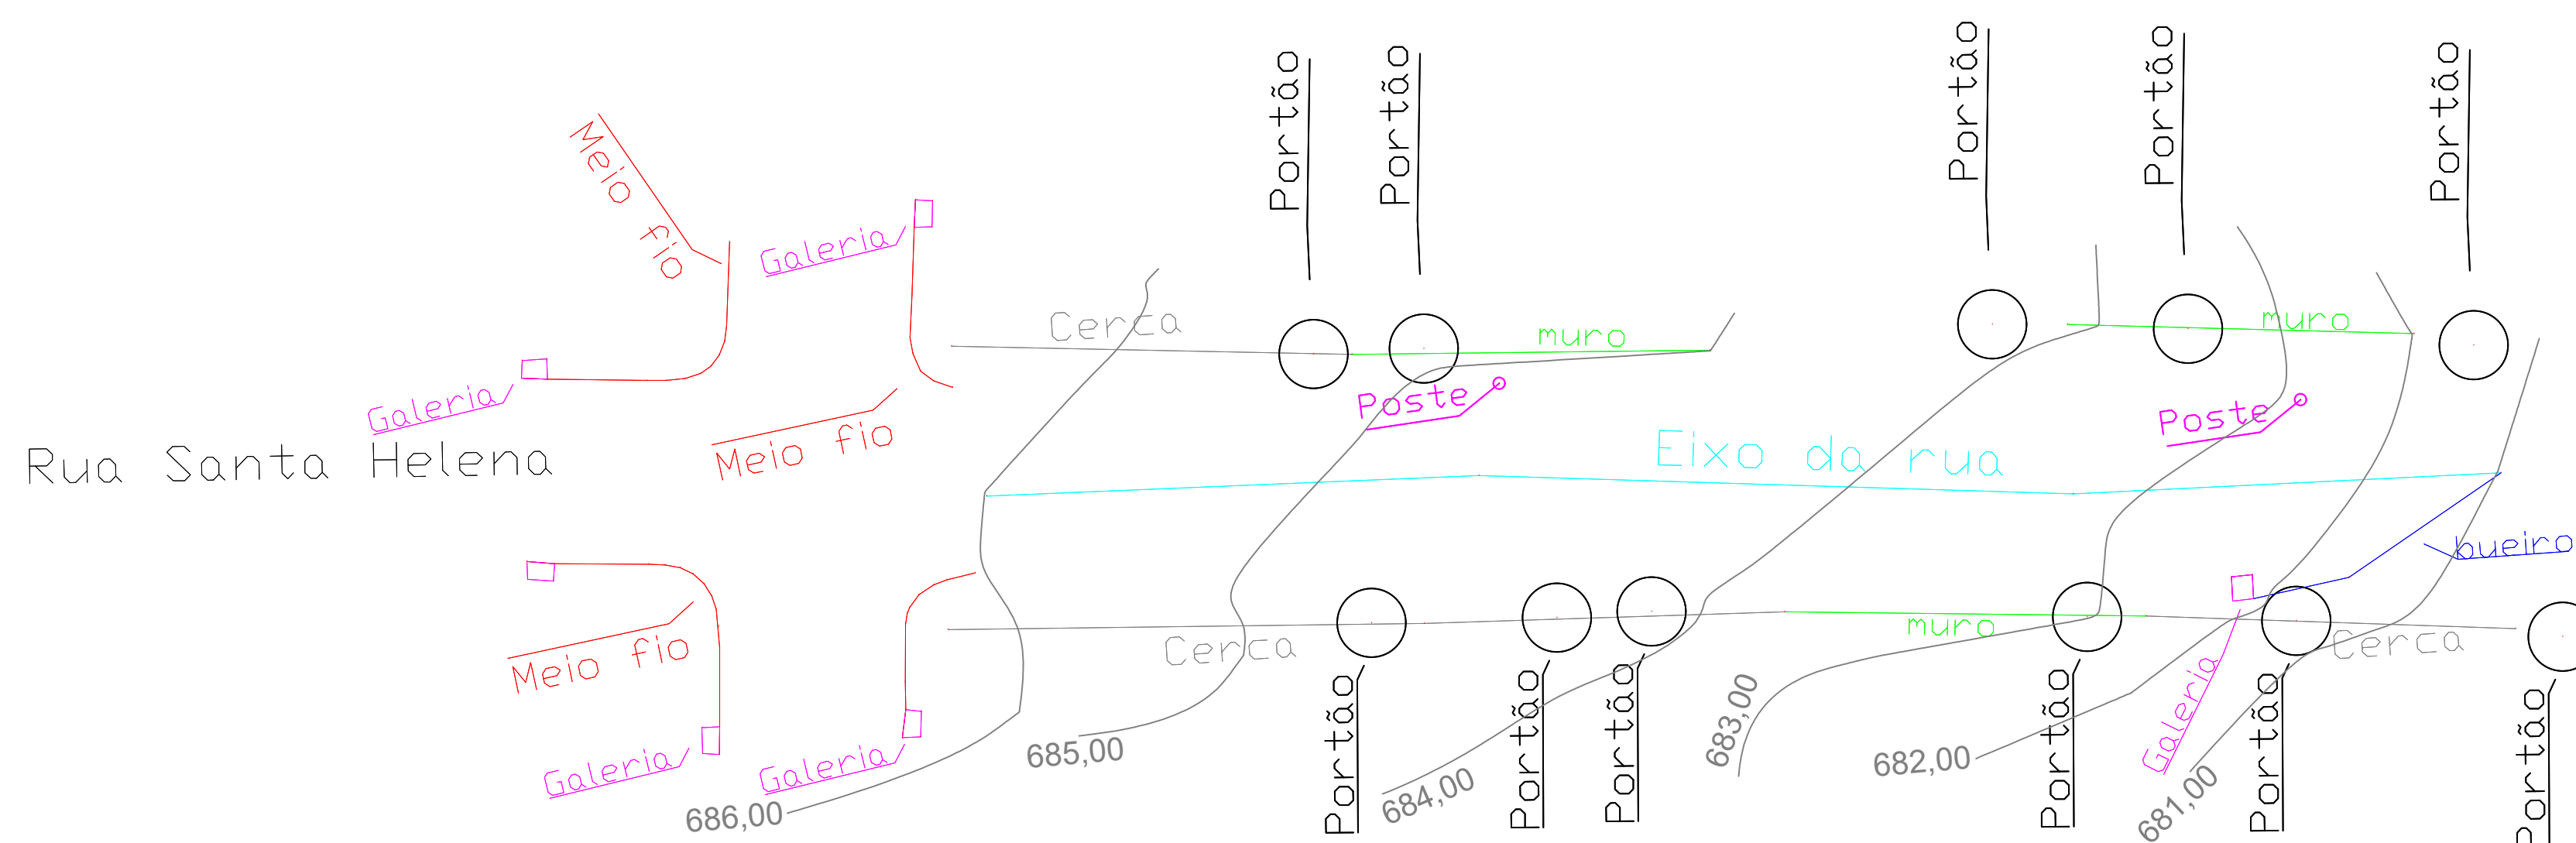 Portão
Portão
Portão
Portão
Portão
Meio fio
Galeria
Cerca
muro
muro
Galeria
Poste
Poste
Meio fio
Eixo da rua
Rua Santa Helena
bueiro
Meio fio
Cerca
muro
Cerca
Galeria
Galeria
Galeria
Portão
Portão
Portão
Portão
Portão
Portão
686,00
685,00
684,00
683,00
682,00
681,00